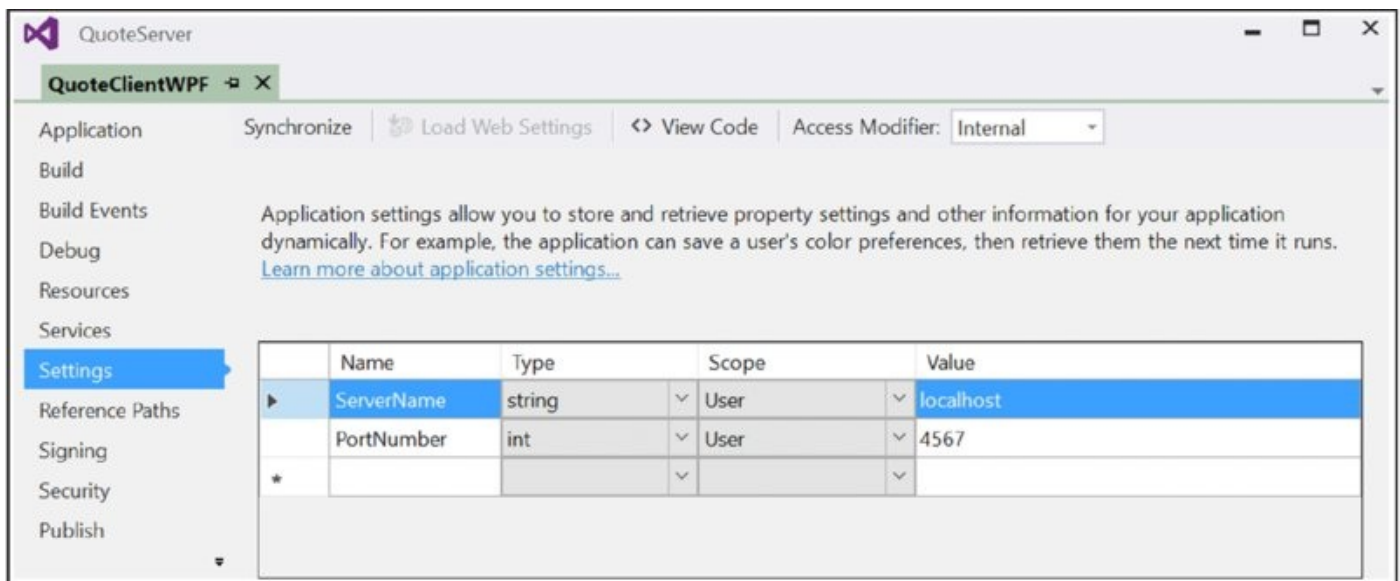 QuoteServer
QuoteClientWPF
Application
Synchronize Load Web Settings <> View Code Access Modifier: Internal
Build
Build Events
Application settings allow you to store and retrieve property settings and other information for your application
Debug
dynamically. For example, the application can save a user's color preferences, then retrieve them the next time it runs.
Learn more about application settings...
Resources
Services
Name Type Scope Value
Settings
ServerName string User localhost
Reference Paths
PortNumber int User 4567
Signing
*
Security
Publish